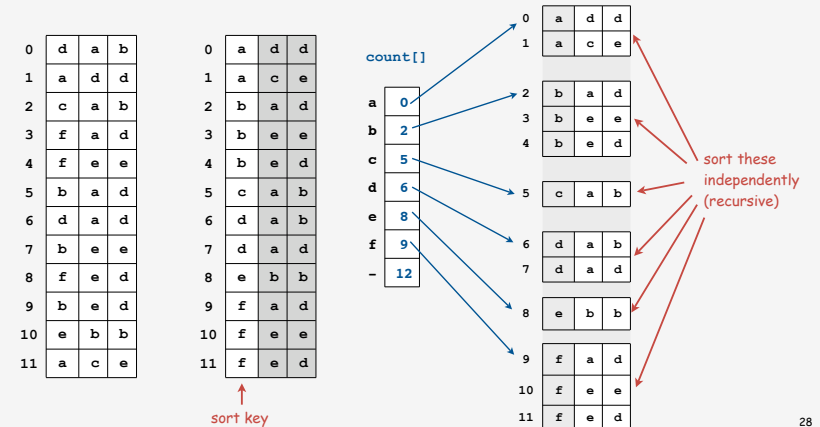 0 d a b
1 a d d
2 c a b
3 f a d
4 f e e
5 b a d
6 d a d
7 b e e
8 f e d
9 b e d
10 e b b
11 a c e
0 a d d
1 a c e
2 b a d
3 b e e
4 b e d
5 c a b
6 d a b
7 d a d
8 e b b
9 f a d
10 f e e
11 f e d
sort key
count[]
a 0
b 2
c 5
d 6
e 8
f 9
- 12
0 a d d
1 a c e
2 b a d
3 b e e
4 b e d
5 c a b
6 d a b
7 d a d
8 e b b
9 f a d
10 f e e
11 f e d
sort these
independently
(recursive)
28